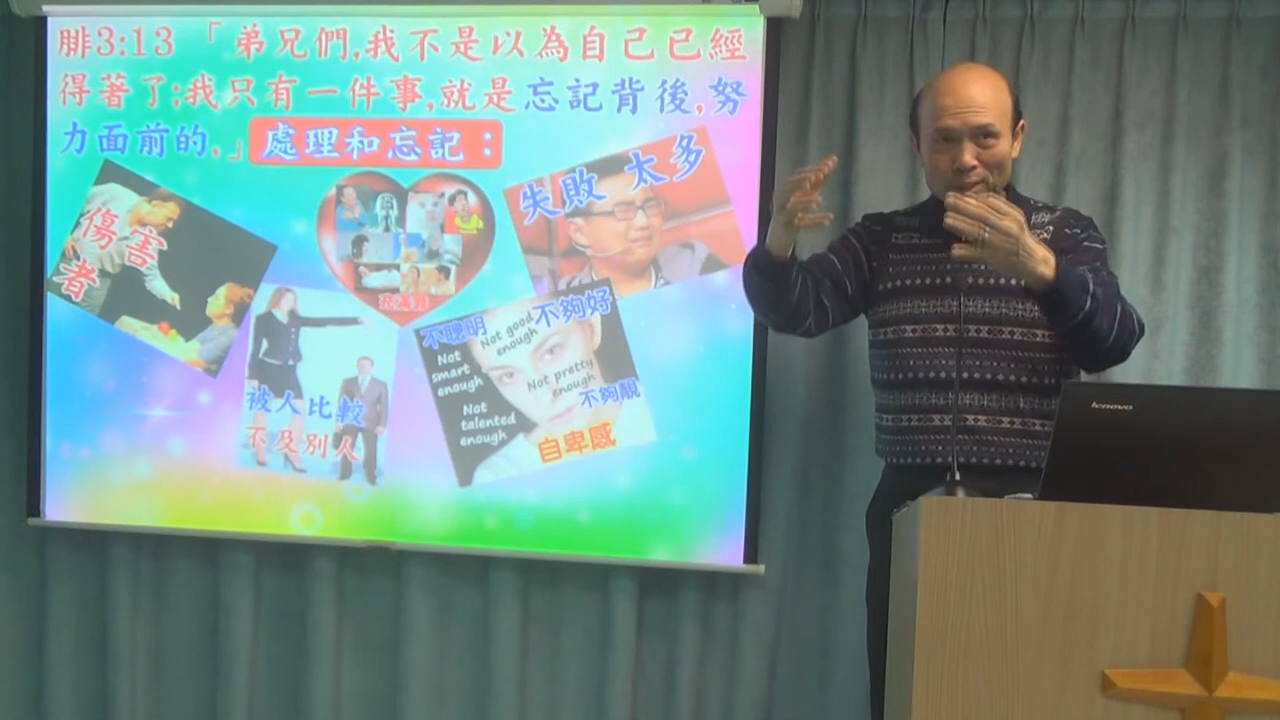 腓3:13 「弟兄們,我不是以為自己已經
得著了;我只有一件事,就是忘記背後,努
力面前的,」處理和忘記：
傷害
者
失敗 太多
被人比較
不及別人
不聰明
Not good
enough
不夠好
Not
smart
enough
Not pretty
enough
不夠靚
Not
talented
enough
自卑感
lenovo